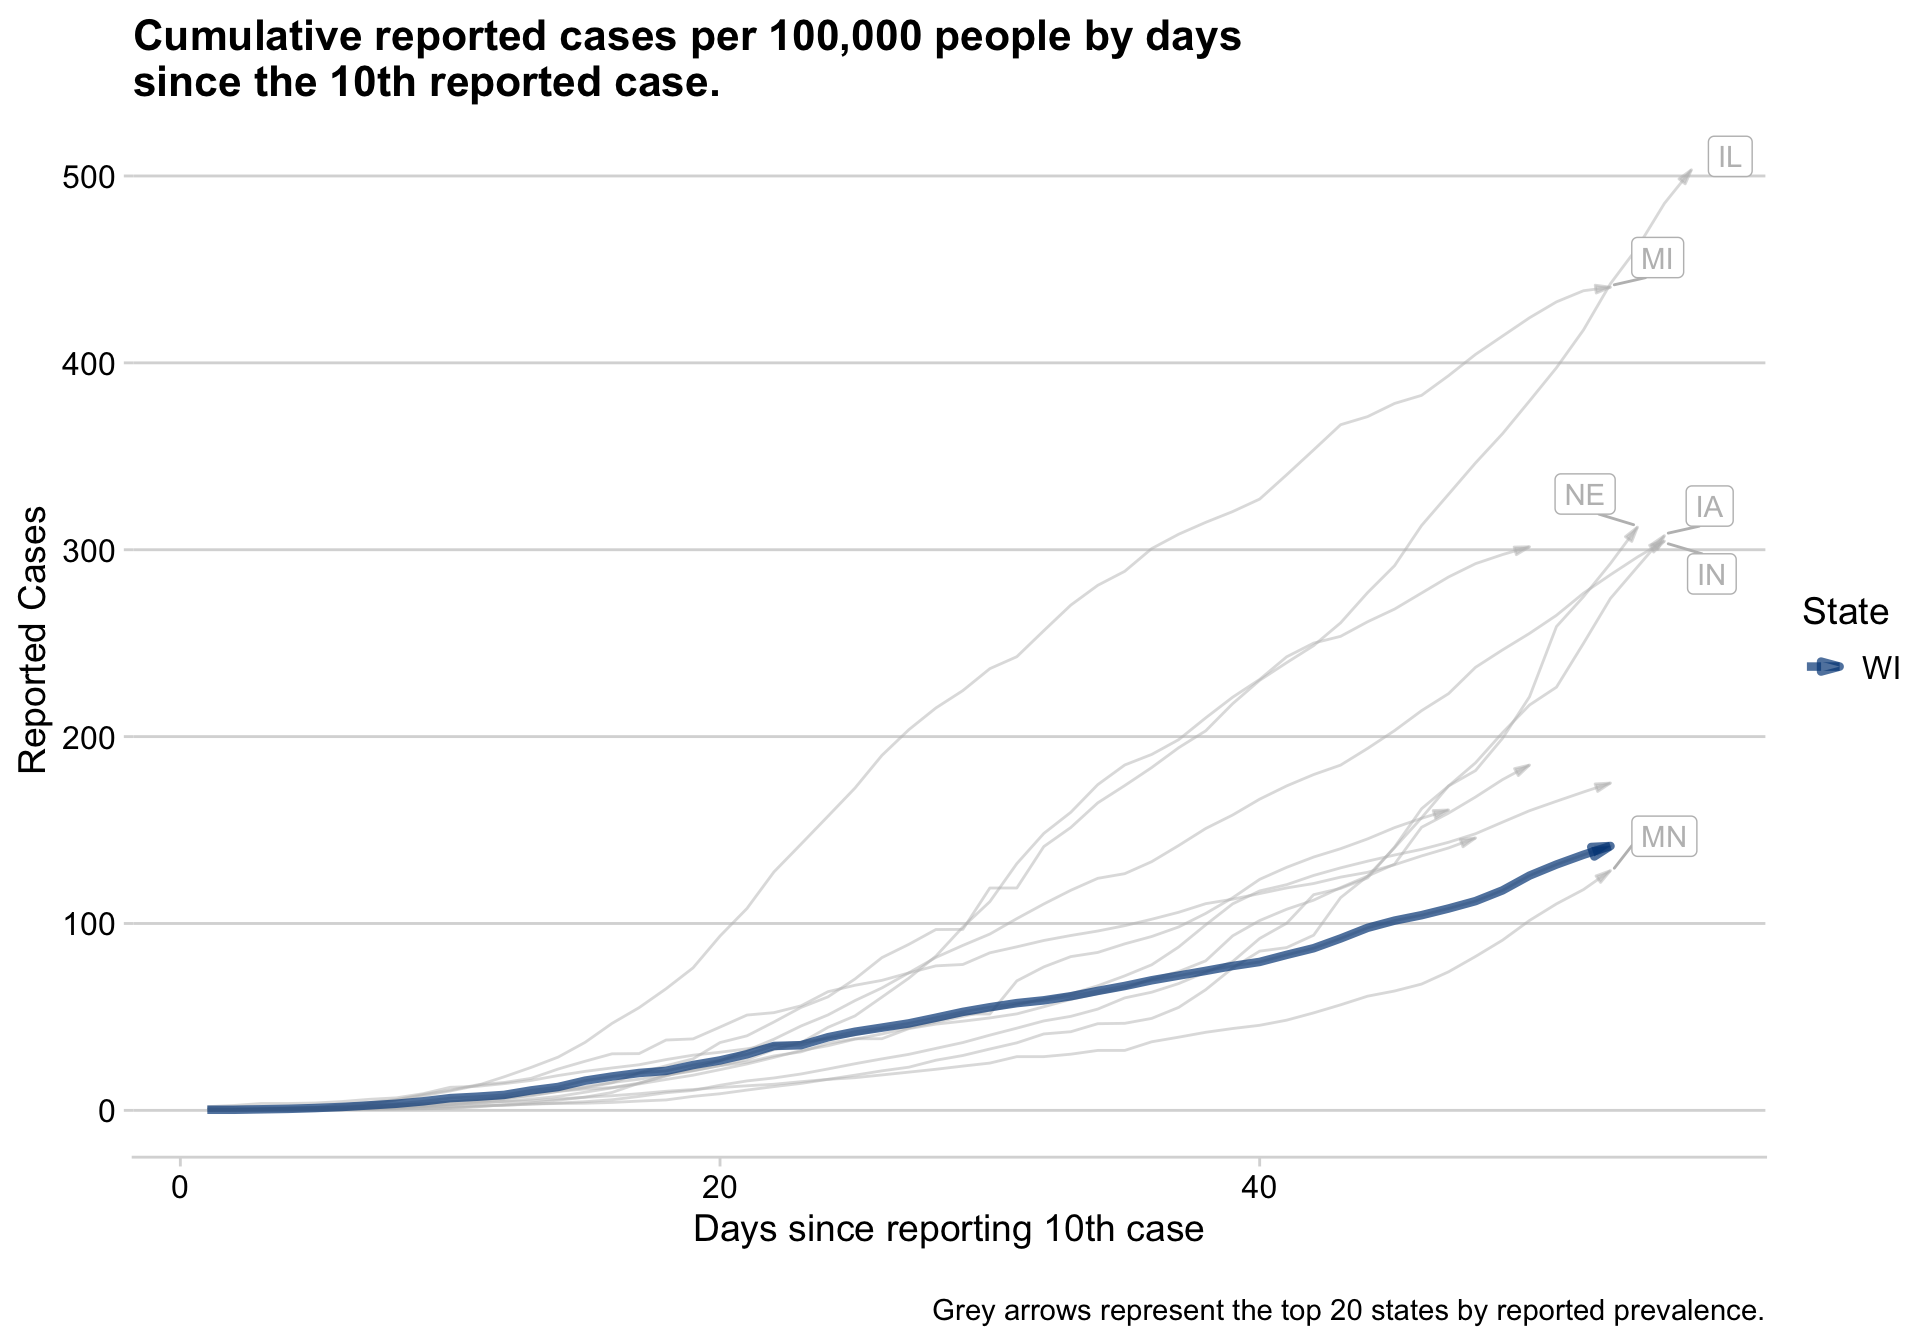 Cumulative reported cases per 100,000 people by days
since the 10th reported case.
500
400
300
200
100
0
Reported Cases
IL
MI
NE
IA
IN
MN
State
WI
0
20
40
Days since reporting 10th case
Grey arrows represent the top 20 states by reported prevalence.